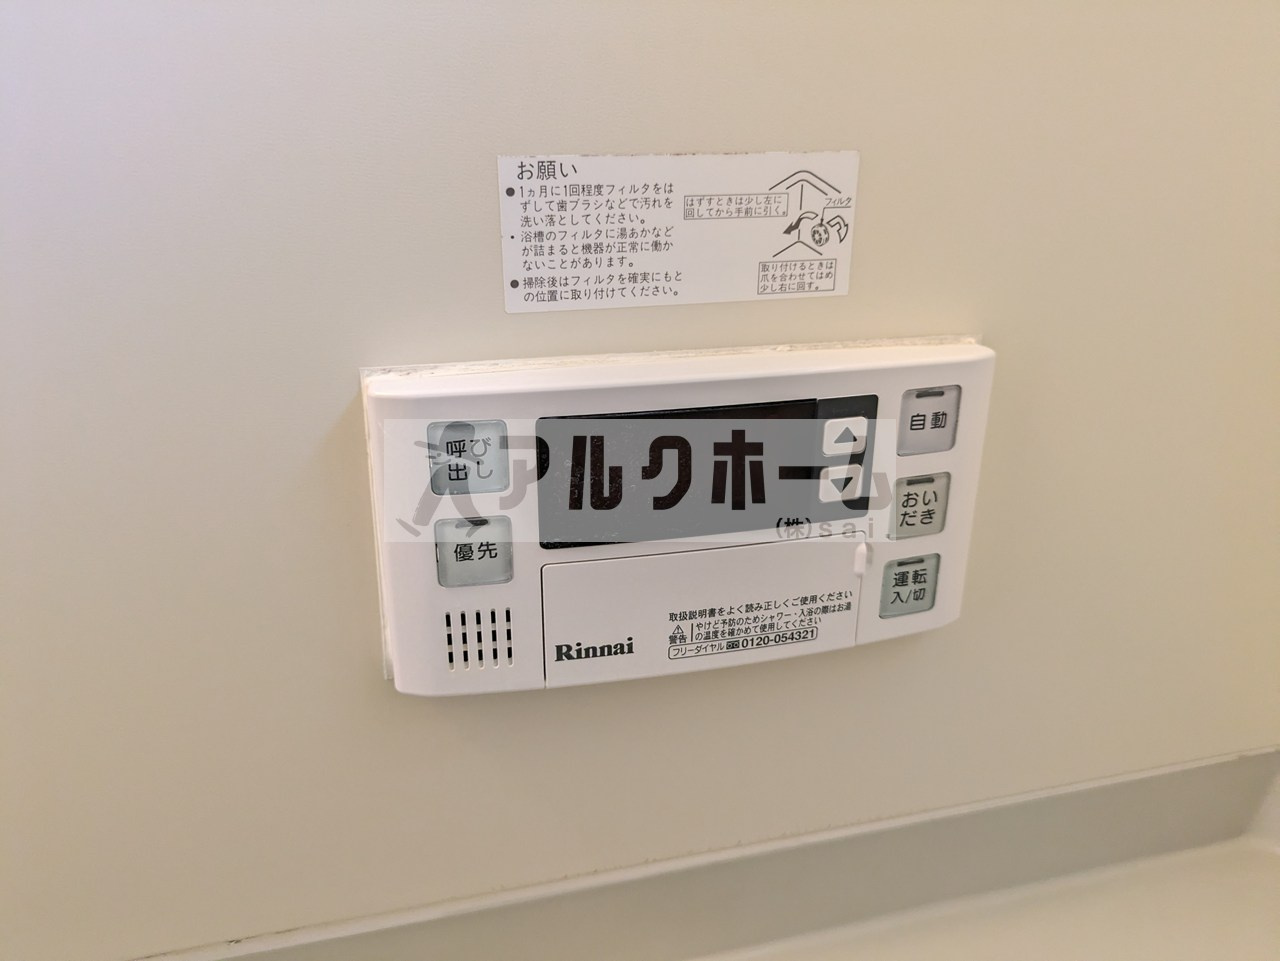 お願い
●1ヵ月に1回程度フィルタをは
ずして歯ブラシなどで汚れを
洗い落としてください。
・浴槽のフィルタに湯あかなど
が詰まると機器が正常に働か
ないことがあります。
●掃除後はフィルタを確実にもと
の位置に取り付けてください。
はずすときは少し左に
回してから手前に引く。
フィルタ
取り付けるときは
爪を合わせてはめ
少し右に回す。
呼び
出し
優先
▲
▼
自動
おい
だき
運転
入/切
アルクホーム
(株)sai.
Rinnai
取扱説明書をよく読み正しくご使用ください
警告
やけど予防のためシャワー・入浴の際はお湯
の温度を確かめて使用してください
フリーダイヤル 0120-054321